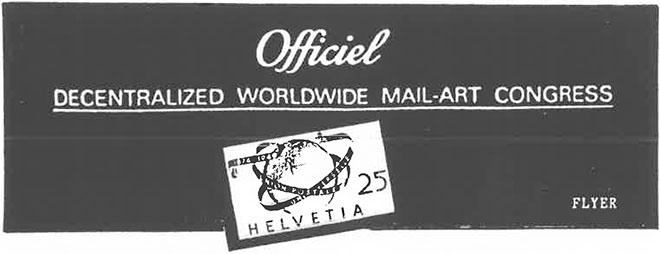 Officiel
DECENTRALIZED WORLDWIDE MAIL-ART CONGRESS
25
HELVETIA
FLYER